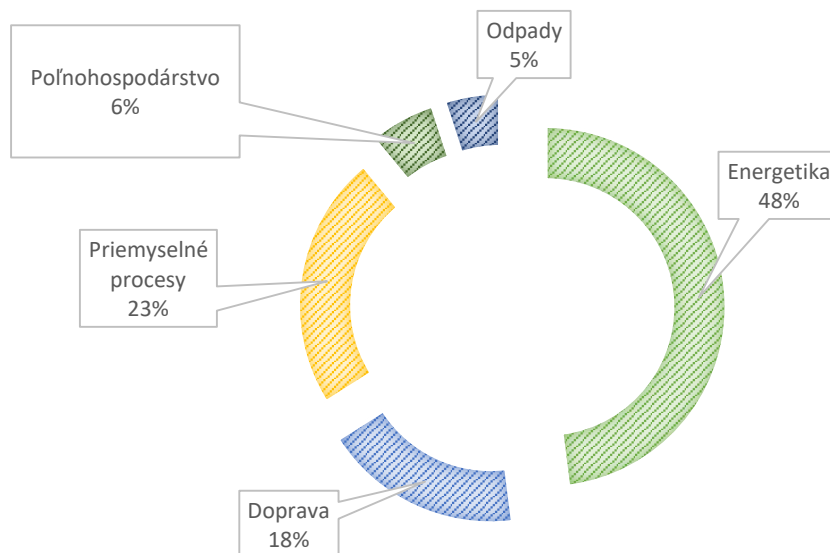 Odpady
5%
Poľnohospodárstvo
6%
Energetika
48%
Priemyselné
procesy
23%
Doprava
18%